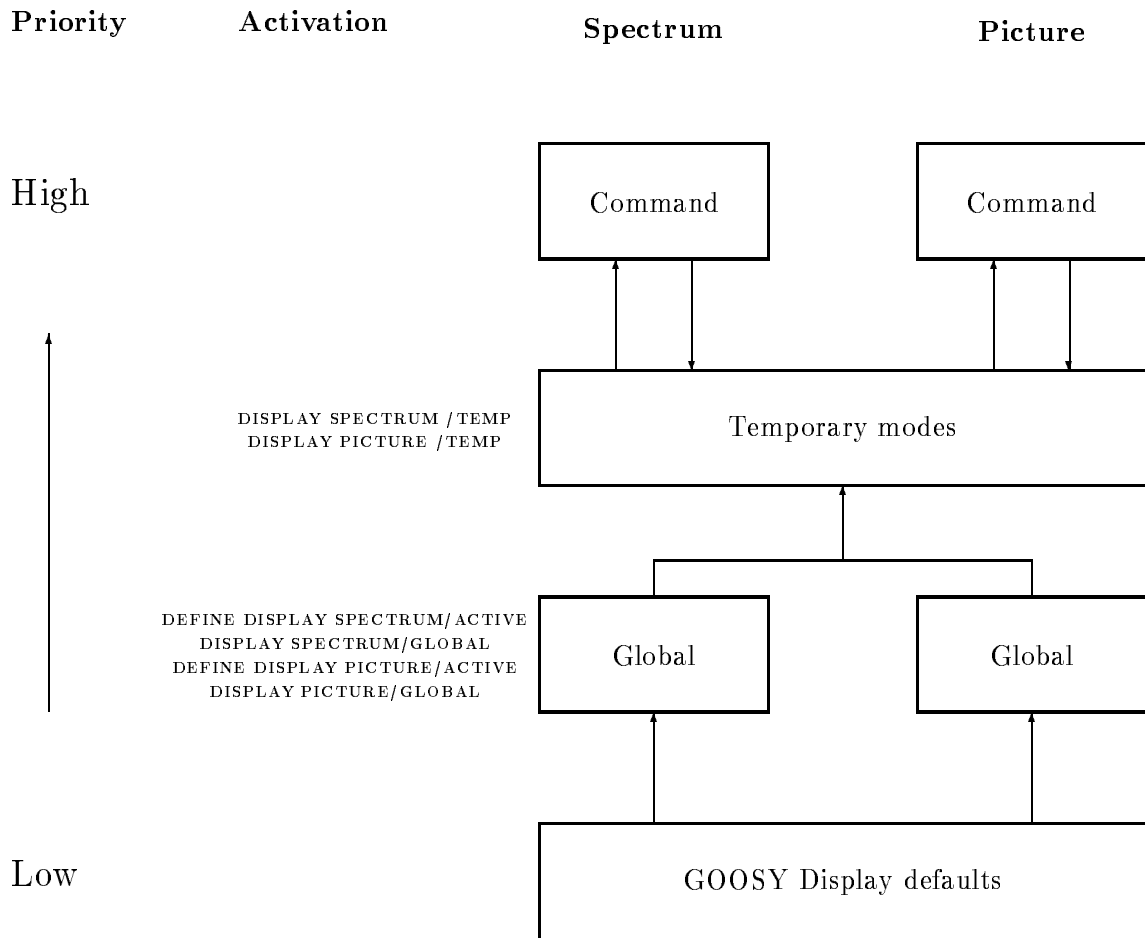 Priority Activation Spectrum Picture
High
Command Command
DISPLAY SPECTRUM /TEMP
DISPLAY PICTURE /TEMP
Temporary modes
DEFINE DISPLAY SPECTRUM/ACTIVE
DISPLAY SPECTRUM/GLOBAL
DEFINE DISPLAY PICTURE/ACTIVE
DISPLAY PICTURE/GLOBAL
Global Global
Low
GOOSY Display defaults